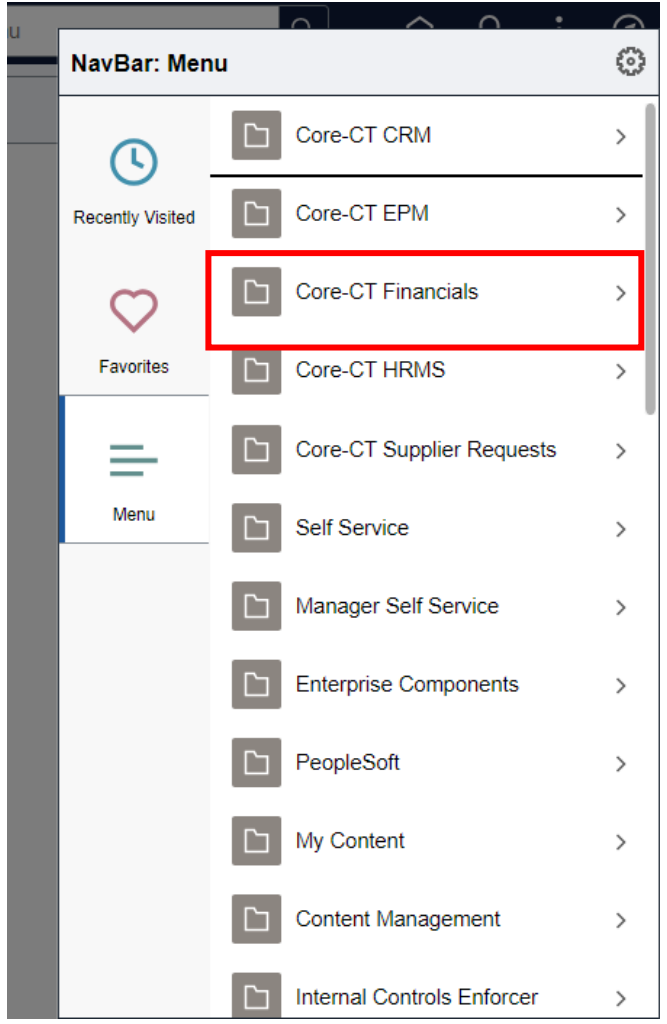 u
NavBar: Menu
Recently Visited
Favorites
Menu
Core-CT CRM
Core-CT EPM
Core-CT Financials
Core-CT HRMS
Core-CT Supplier Requests
Self Service
Manager Self Service
Enterprise Components
PeopleSoft
My Content
Content Management
Internal Controls Enforcer